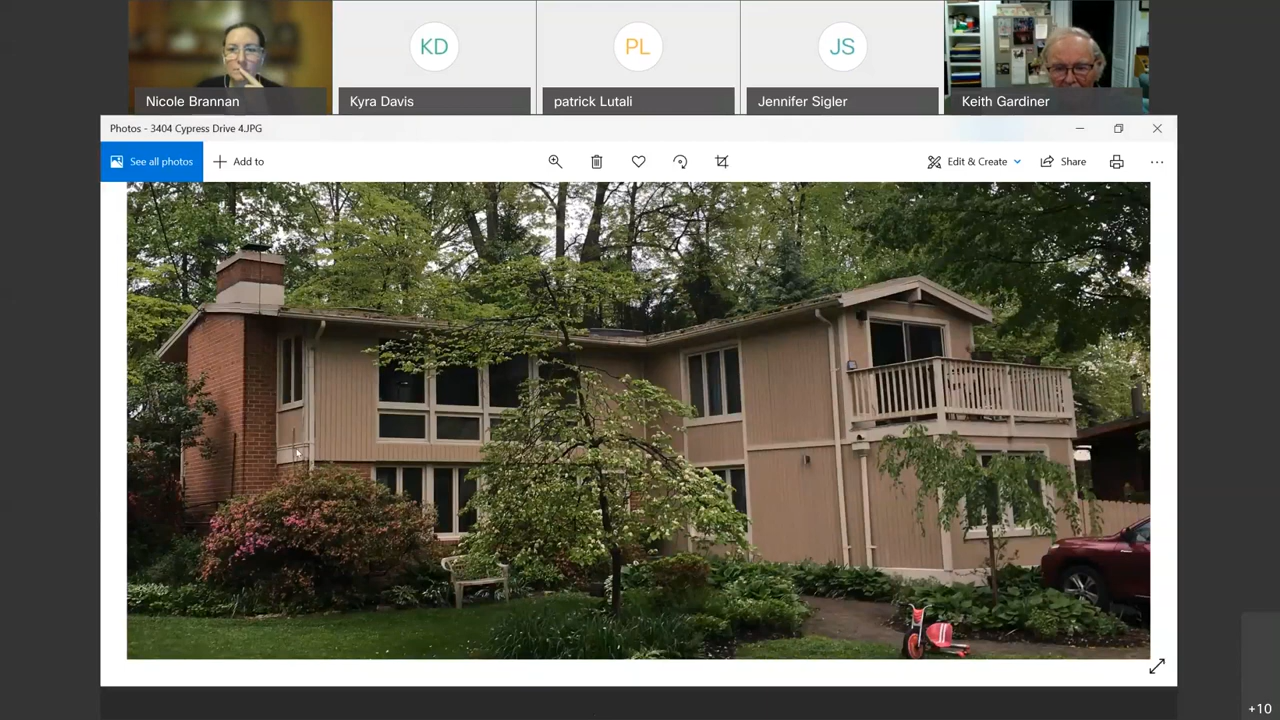 KD
PL
JS
Nicole Brannan
Kyra Davis
patrick Lutali
Jennifer Sigler
Keith Gardiner
Photos - 3404 Cypress Drive 4.JPG
See all photos
Add to
Edit & Create
Share
+10